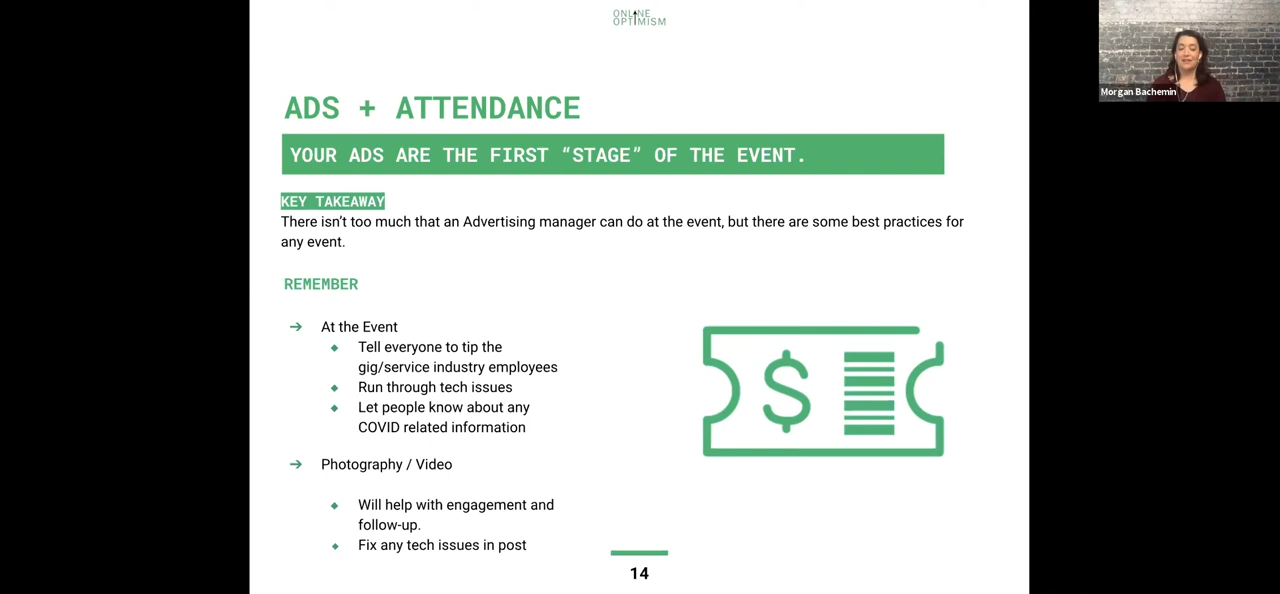 ONLINE
OPTIMISM
Morgan Bachemin
ADS + ATTENDANCE
YOUR ADS ARE THE FIRST “STAGE” OF THE EVENT.
KEY TAKEAWAY
There isn’t too much that an Advertising manager can do at the event, but there are some best practices for
any event.
REMEMBER
➔ At the Event
◆ Tell everyone to tip the
gig/service industry employees
◆ Run through tech issues
◆ Let people know about any
COVID related information
➔ Photography / Video
◆ Will help with engagement and
follow-up.
◆ Fix any tech issues in post
$
14